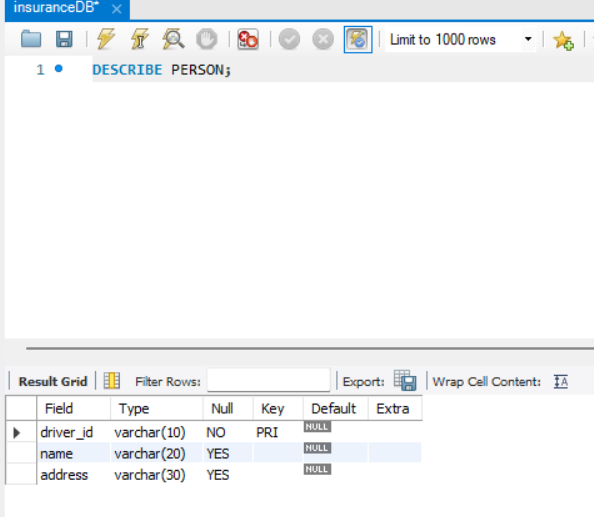 insuranceDB* ×
Limit to 1000 rows
1 DESCRIBE PERSON;
Result Grid Filter Rows: Export: Wrap Cell Content: IA
Field Type Null Key Default Extra
driver_id varchar(10) NO PRI NULL
name varchar(20) YES NULL
address varchar(30) YES NULL